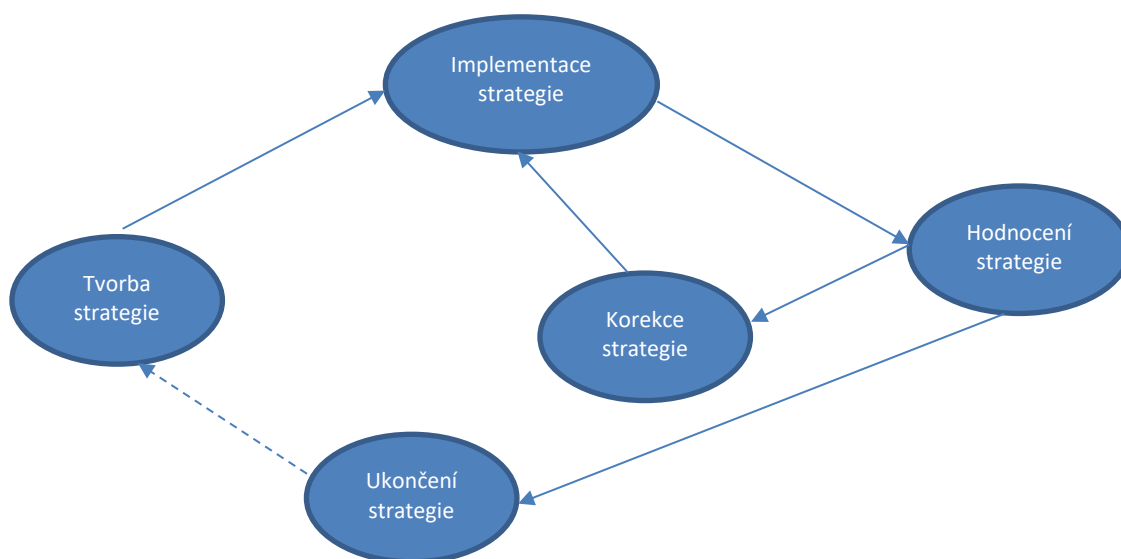 Implementace
strategie
Hodnocení
strategie
Tvorba
strategie
Korekce
strategie
Ukončení
strategie